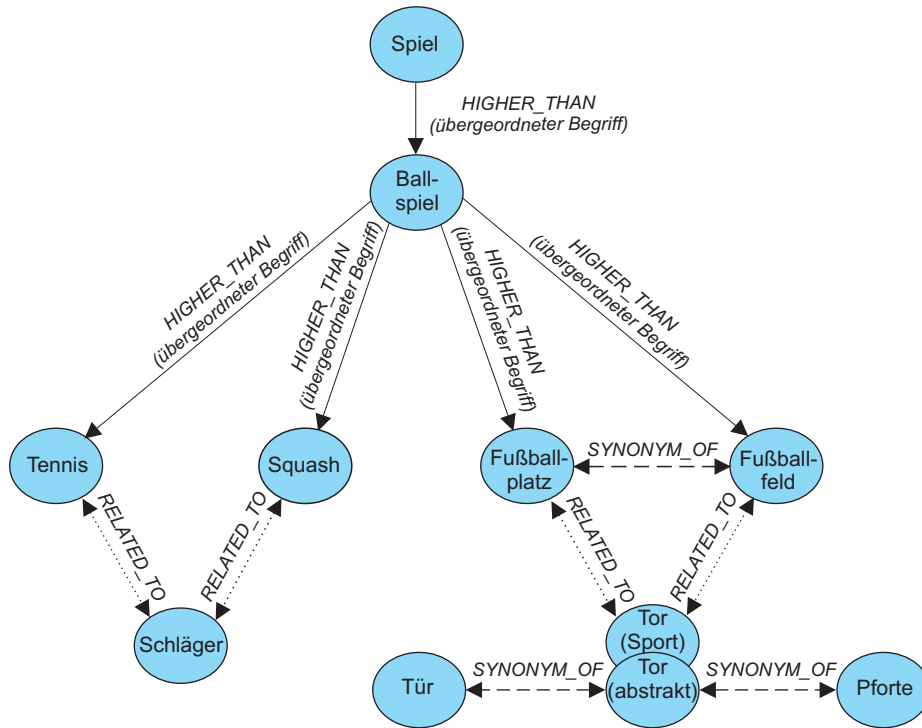 Spiel
HIGHER_THAN
(übergeordneter Begriff)
Ball-
spiel
HIGHER_THAN
(übergeordneter Begriff)
HIGHER_THAN
(übergeordneter Begriff)
HIGHER_THAN
(übergeordneter Begriff)
HIGHER_THAN
(übergeordneter Begriff)
Tennis
Squash
Fußball-
platz
SYNONYM_OF
Fußball-
feld
RELATED_TO
RELATED_TO
RELATED_TO
RELATED_TO
Schläger
Tor
(Sport)
Tür
SYNONYM_OF
Tor
(abstrakt)
SYNONYM_OF
Pforte